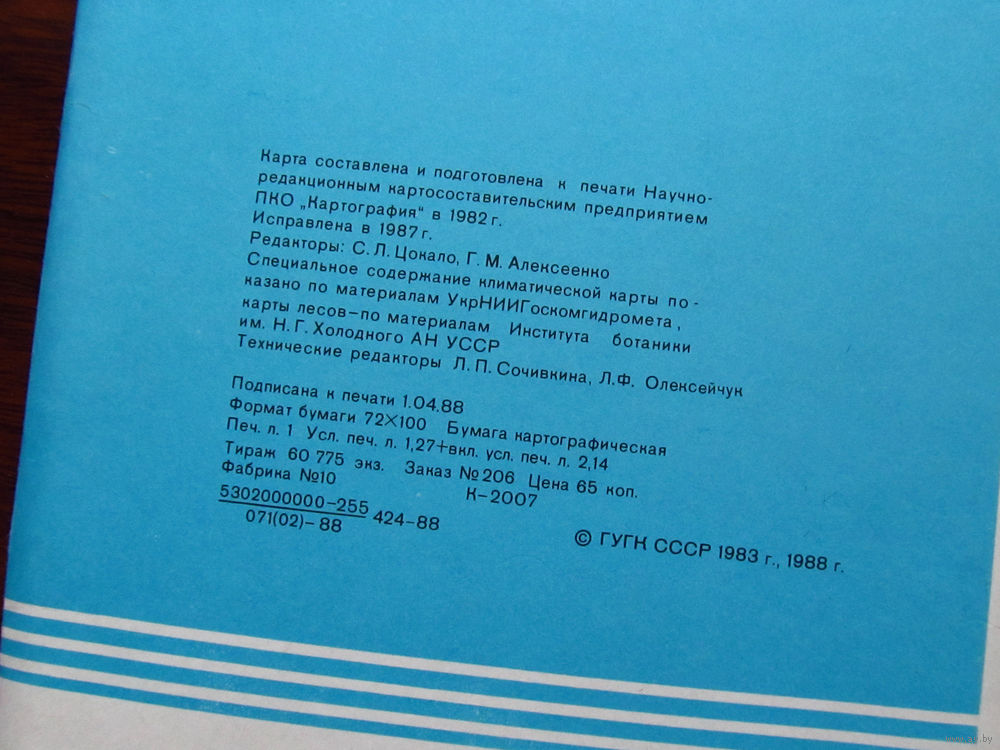 Карта составлена и подготовлена к печати Научно-
редакционным картосоставительским предприятием
ПКО „Картография" в 1982 г.
Исправлена в 1987 г.
Редакторы: С. Л. Цокало, Г. М. Алексеенко
Специальное содержание климатической карты по-
казано по материалам УкрНИИГоскомгидромета,
карты лесов–по материалам Института ботаники
им. Н. Г. Холодного АН УССР
Технические редакторы Л. П. Сочивкина, Л.Ф. Олексейчук
Подписана к печати 1.04.88
Формат бумаги 72×100 Бумага картографическая
Печ. л. 1 Усл. печ. л. 1,27+вкл. усл. печ. л. 2,14
Тираж 60 775 экз. Заказ №206 Цена 65 коп.
Фабрика №10 К–2007
5302000000–255
071(02)–88
424–88
© ГУГК СССР 1983 г., 1988 г.